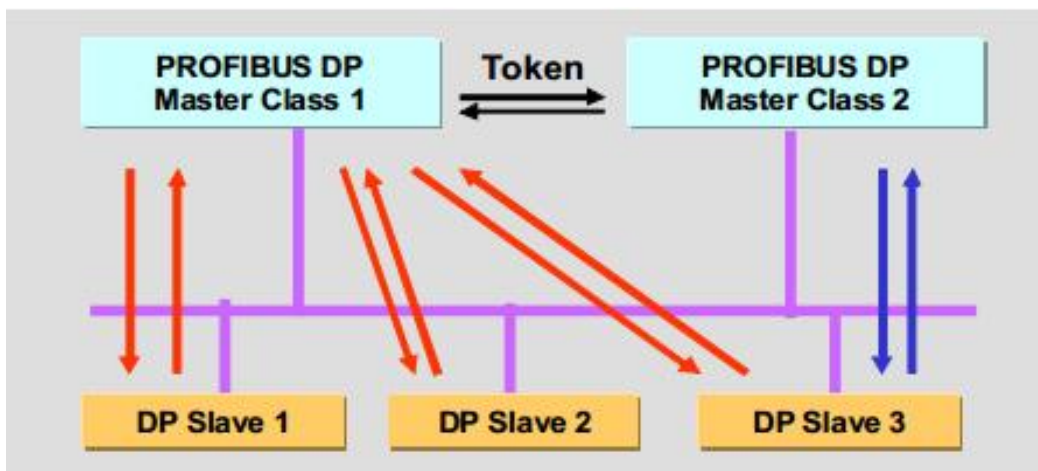 PROFIBUS DP
Master Class 1
Token
PROFIBUS DP
Master Class 2
DP Slave 1
DP Slave 2
DP Slave 3